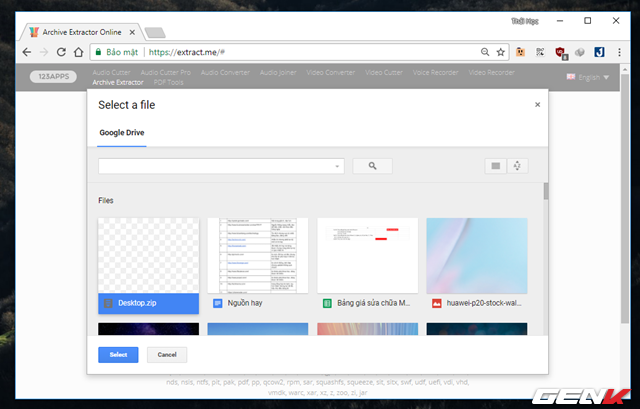 Thới Học
Archive Extractor Online
Bảo mật
https://extract.me/#
123APPS
Audio Cutter Audio Cutter Pro Audio Converter Audio Joiner Video Converter Video Cutter Voice Recorder Video Recorder
Archive Extractor PDF Tools
English
Select a file
Google Drive
Files
Desktop.zip
Nguồn hay
Bảng giá sửa chữa M...
huawei-p20-stock-wal...
Select
Cancel
nds, nsis, ntfs, pit, pak, pdf, pp, qcow2, rpm, sar, squashfs, squeeze, sit, sitx, swf, udf, uefi, vdi, vhd,
vmdk, warc, xar, xz, z, zoo, zi, jar
GENK